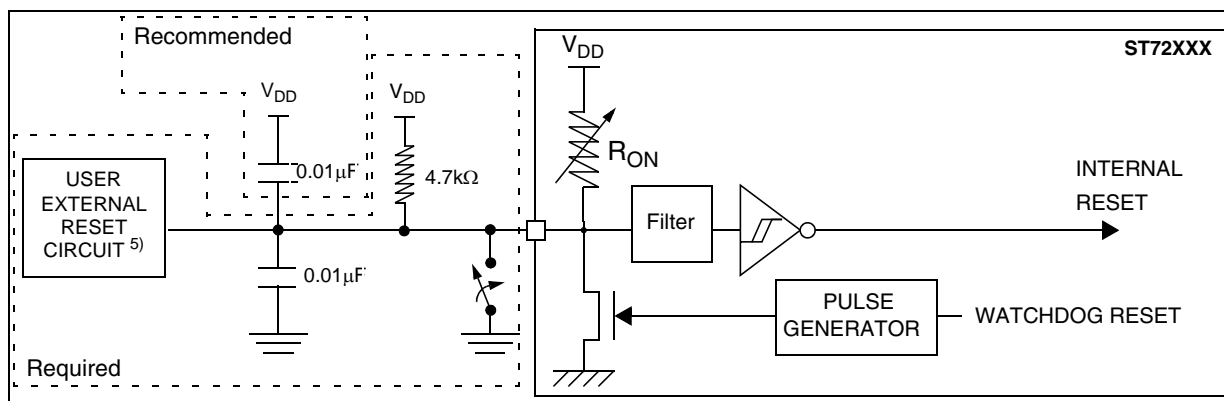 Recommended
VDD
0.01µF
VDD
4.7kΩ
USER
EXTERNAL
RESET
CIRCUIT 5)
0.01µF
Required
ST72XXX
VDD
RON
Filter
INTERNAL
RESET
PULSE
GENERATOR
WATCHDOG RESET